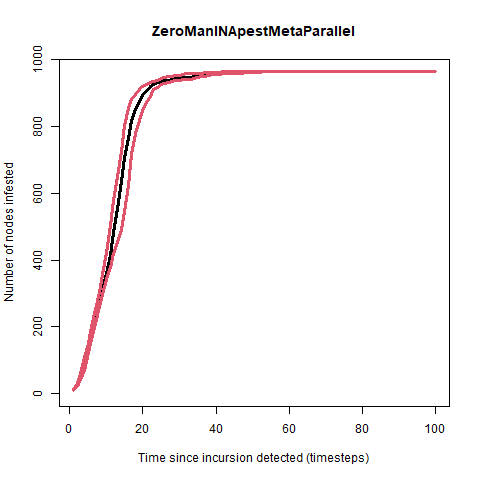 ZeroManINApestMetaParallel
Number of nodes infested
1000
800
600
400
200
0
0 20 40 60 80 100
Time since incursion detected (timesteps)